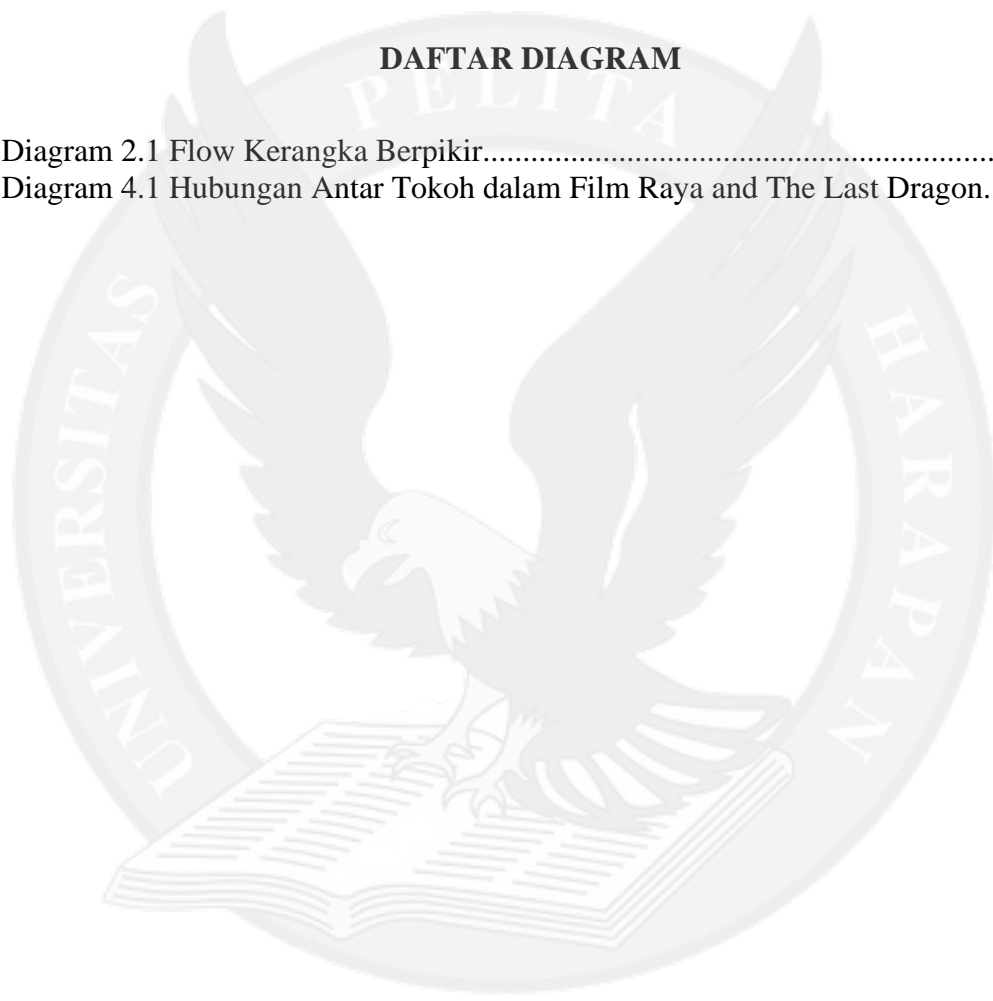 DAFTAR DIAGRAM
Diagram 2.1 Flow Kerangka Berpikir.................................................................
Diagram 4.1 Hubungan Antar Tokoh dalam Film Raya and The Last Dragon.
UNIVERSITAS PELITA HARAPAN